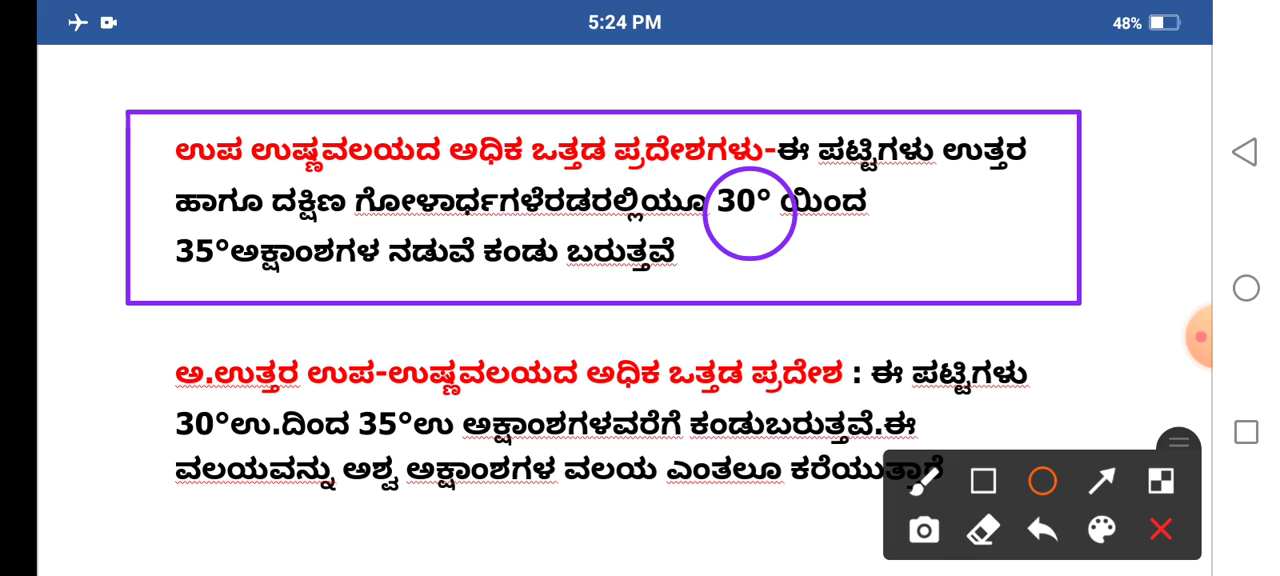 5:24 PM
48%
ಉಪ ಉಷ್ಣವಲಯದ ಅಧಿಕ ಒತ್ತಡ ಪ್ರದೇಶಗಳು-ಈ ಪಟ್ಟಿಗಳು ಉತ್ತರ
ಹಾಗೂ ದಕ್ಷಿಣ ಗೋಳಾರ್ಧಗಳೆರಡರಲ್ಲಿಯೂ 30° ಯಿಂದ
35°ಅಕ್ಷಾಂಶಗಳ ನಡುವೆ ಕಂಡು ಬರುತ್ತವೆ
ಅ.ಉತ್ತರ ಉಪ-ಉಷ್ಣವಲಯದ ಅಧಿಕ ಒತ್ತಡ ಪ್ರದೇಶ : ಈ ಪಟ್ಟಿಗಳು
30°ಉ.ದಿಂದ 35°ಉ ಅಕ್ಷಾಂಶಗಳವರೆಗೆ ಕಂಡುಬರುತ್ತವೆ.ಈ
ವಲಯವನ್ನು ಅಶ್ವ ಅಕ್ಷಾಂಶಗಳ ವಲಯ ಎಂತಲೂ ಕರೆಯುತ್ತಾರೆ